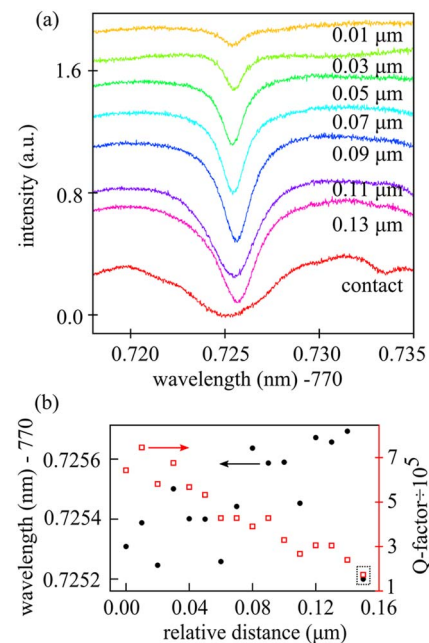 (a)
0.01 μm
0.03 μm
0.05 μm
0.07 μm
0.09 μm
0.11 μm
0.13 μm
contact
1.6
0.8
0.0
intensity (a.u.)
0.720 0.725 0.730 0.735
wavelength (nm) -770
(b)
wavelength (nm) - 770
0.7256
0.7254
0.7252
7
5
3
1
Q-factor÷10⁵
0.00 0.04 0.08 0.12 0.16
relative distance (μm)